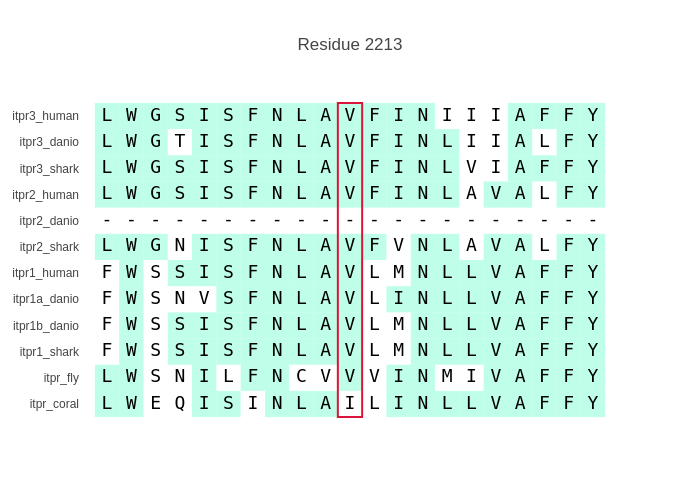 Residue 2213
itpr3_human L W G S I S F N L A V F I N I I I A F F Y
itpr3_danio L W G T I S F N L A V F I N L I I A L F Y
itpr3_shark L W G S I S F N L A V F I N L V I A F F Y
itpr2_human L W G S I S F N L A V F I N L A V A L F Y
itpr2_danio - - - - - - - - - - - - - - - - - - - - -
itpr2_shark L W G N I S F N L A V F V N L A V A L F Y
itpr1_human F W S S I S F N L A V L M N L L V A F F Y
itpr1a_danio F W S N V S F N L A V L I N L L V A F F Y
itpr1b_danio F W S S I S F N L A V L M N L L V A F F Y
itpr1_shark F W S S I S F N L A V L M N L L V A F F Y
itpr_fly L W S N I L F N C V V V I N M I V A F F Y
itpr_coral L W E Q I S I N L A I L I N L L V A F F Y